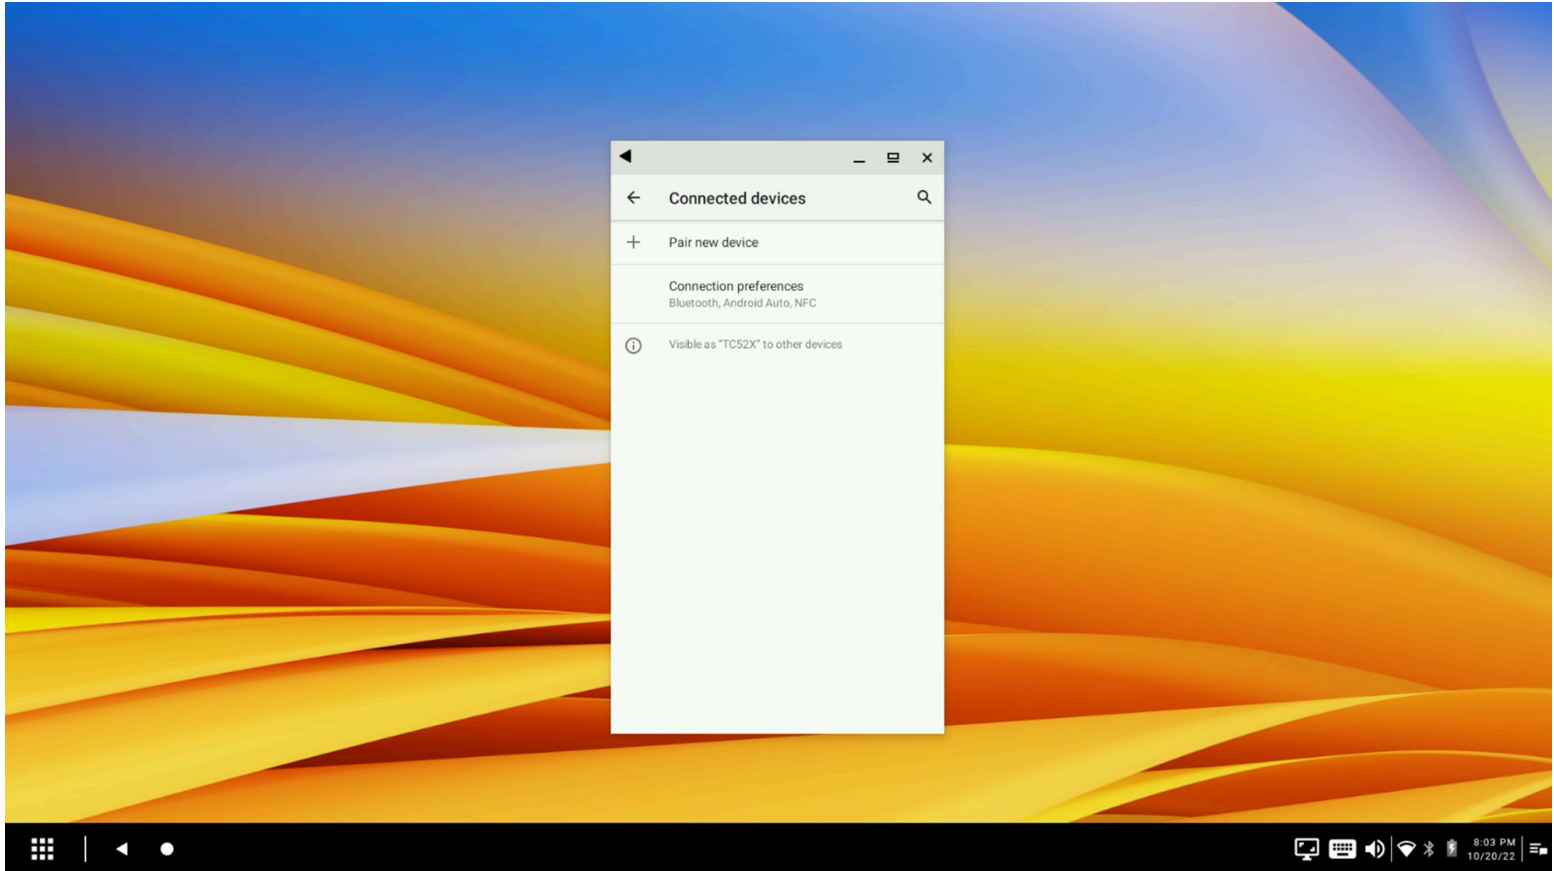 Connected devices
Pair new device
Connection preferences
Bluetooth, Android Auto, NFC
Visible as "TC52X" to other devices
8:03 PM
10/20/22